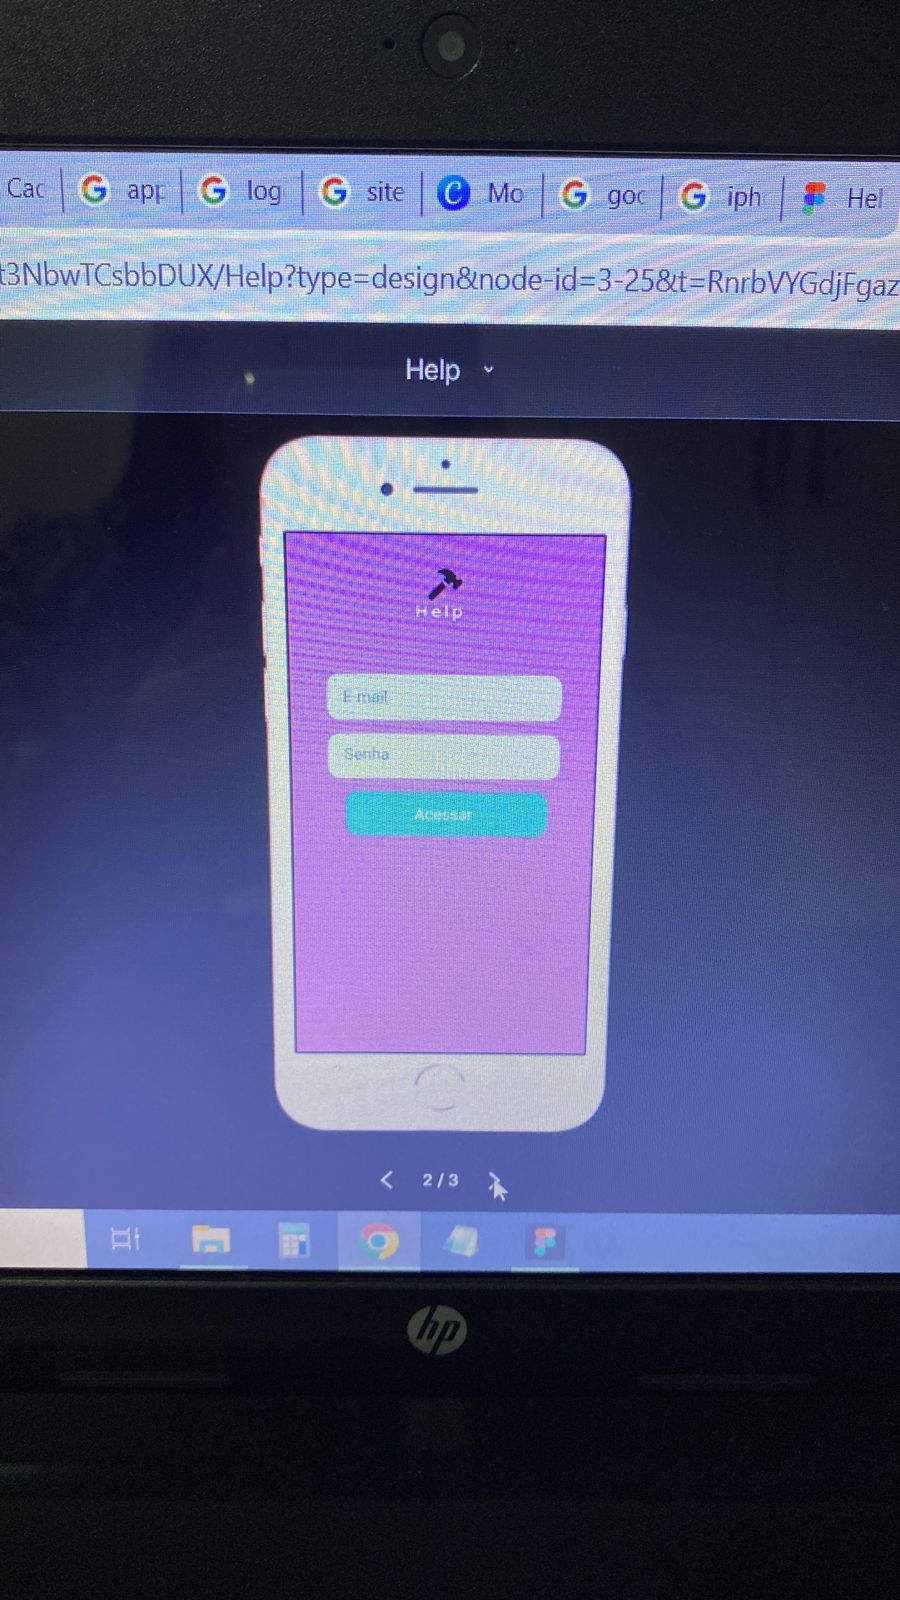 Cac app log site Mo goo iph Hel
t3NbwTCsbbDUX/Help?type=design&node-id=3-25&t=RnrbVYGdjFgaz
Help
Help
E-mail
Senha
Acessar
2 / 3
hp